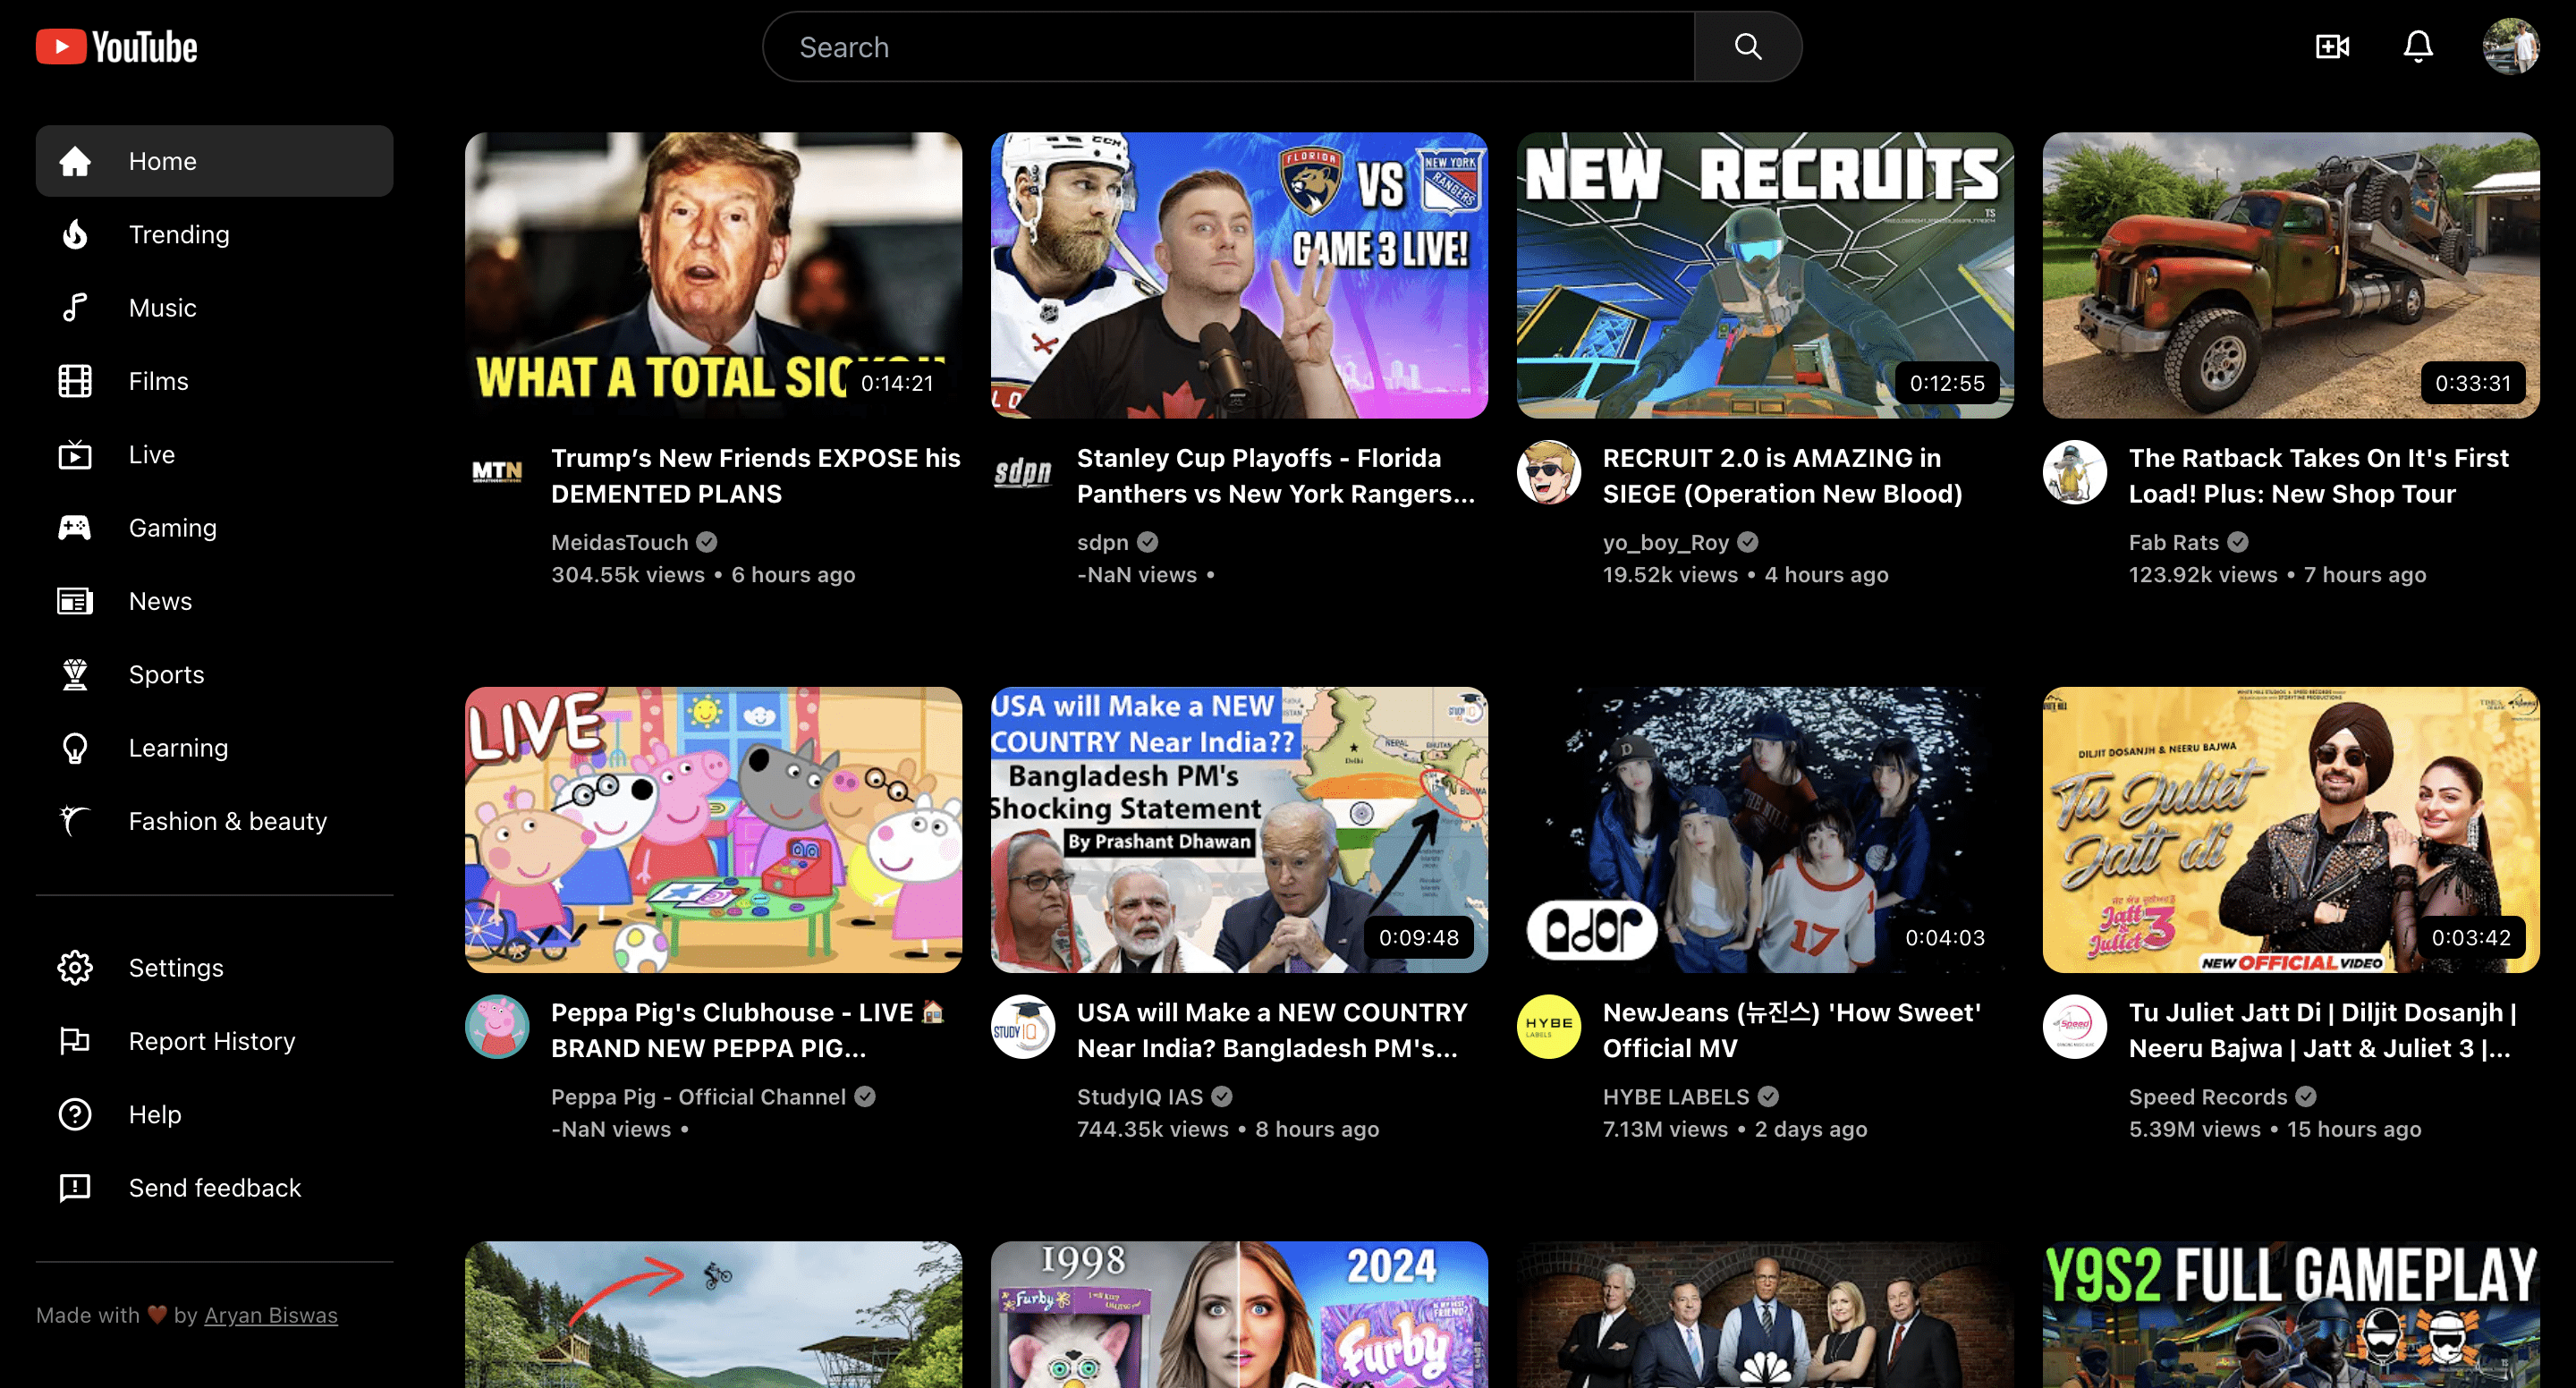 YouTube
Search
Home
Trending
Music
Films
Live
Gaming
News
Sports
Learning
Fashion & beauty
Settings
Report History
Help
Send feedback
Made with ❤️ by Aryan Biswas
WHAT A TOTAL
0:14:21
MTN
Trump’s New Friends EXPOSE his
DEMENTED PLANS
MeidasTouch
304.55k views • 6 hours ago
CCM
FLORIDA
VS
NEW YORK
RANGERS
GAME 3 LIVE!
sdpn
Stanley Cup Playoffs - Florida
Panthers vs New York Rangers...
sdpn
-NaN views •
NEW RECRUITS
0:12:55
RECRUIT 2.0 is AMAZING in
SIEGE (Operation New Blood)
yo_boy_Roy
19.52k views • 4 hours ago
0:33:31
The Ratback Takes On It's First
Load! Plus: New Shop Tour
Fab Rats
123.92k views • 7 hours ago
LIVE
Peppa Pig's Clubhouse - LIVE 🏠
BRAND NEW PEPPA PIG...
Peppa Pig - Official Channel
-NaN views •
USA will Make a NEW
COUNTRY Near India??
Bangladesh PM's
Shocking Statement
By Prashant Dhawan
NEPAL
BHUTAN
Delhi
0:09:48
STUDY IQ
USA will Make a NEW COUNTRY
Near India? Bangladesh PM's...
StudyIQ IAS
744.35k views • 8 hours ago
D
17
ador
0:04:03
HYBE
LABELS
NewJeans (뉴진스) 'How Sweet'
Official MV
HYBE LABELS
7.13M views • 2 days ago
DILJIT DOSANJH & NEERU BAJWA
Tu Juliet
Jatt di
Jatt &
Juliet 3
NEW OFFICIAL VIDEO
0:03:42
Speed
Tu Juliet Jatt Di | Diljit Dosanjh |
Neeru Bajwa | Jatt & Juliet 3 |...
Speed Records
5.39M views • 15 hours ago
1998
2024
Furby
Furby
Y9S2 FULL GAMEPLAY